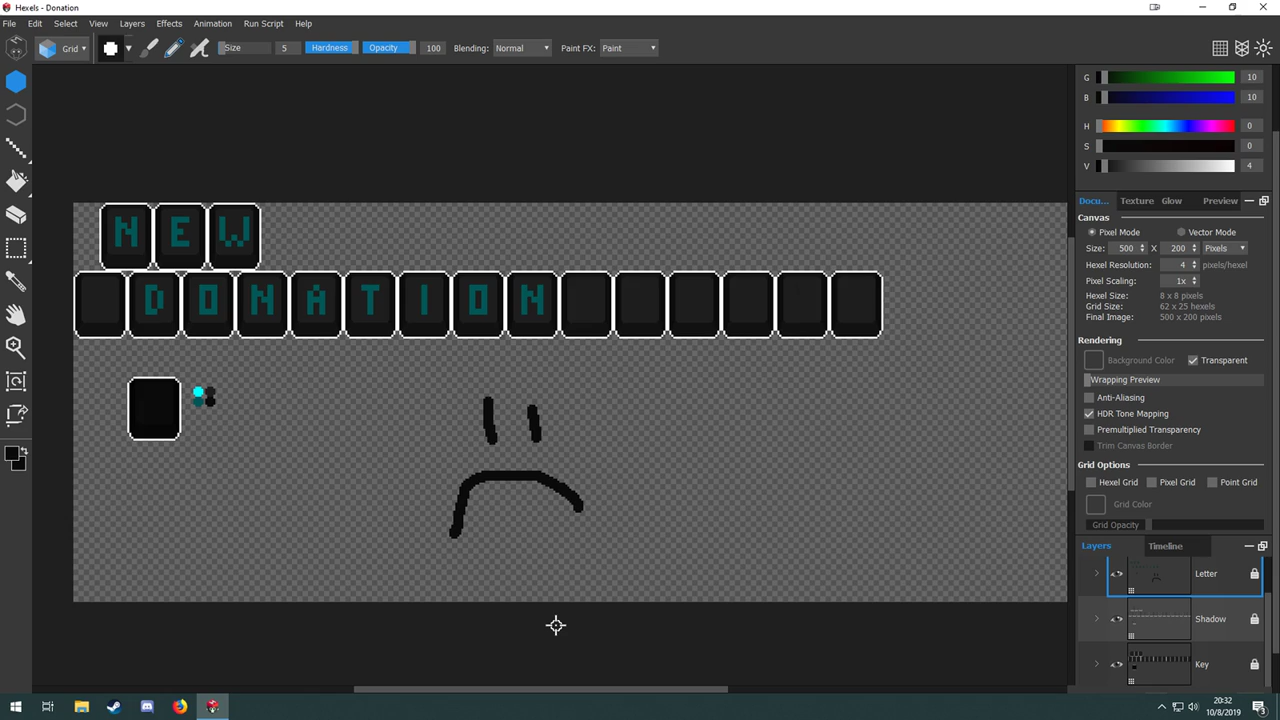 Hexels - Donation
File Edit Select View Layers Effects Animation Run Script Help
Grid Size 5 Hardness Opacity 100 Blending: Normal Paint FX: Paint
G 10
B 10
H 0
S 0
V 4
Docu... Texture Glow Preview
Canvas
Pixel Mode Vector Mode
Size: 500 X 200 Pixels
Hexel Resolution: 4 pixels/hexel
Pixel Scaling: 1x
Hexel Size: 8 x 8 pixels
Grid Size: 62 x 25 hexels
Final Image: 500 x 200 pixels
Rendering
Background Color Transparent
Wrapping Preview
Anti-Aliasing
HDR Tone Mapping
Premultiplied Transparency
Trim Canvas Border
Grid Options
Hexel Grid Pixel Grid Point Grid
Grid Color
Grid Opacity
Layers Timeline
Letter
Shadow
Key
NEW
DONATION
20:32
10/8/2019
3